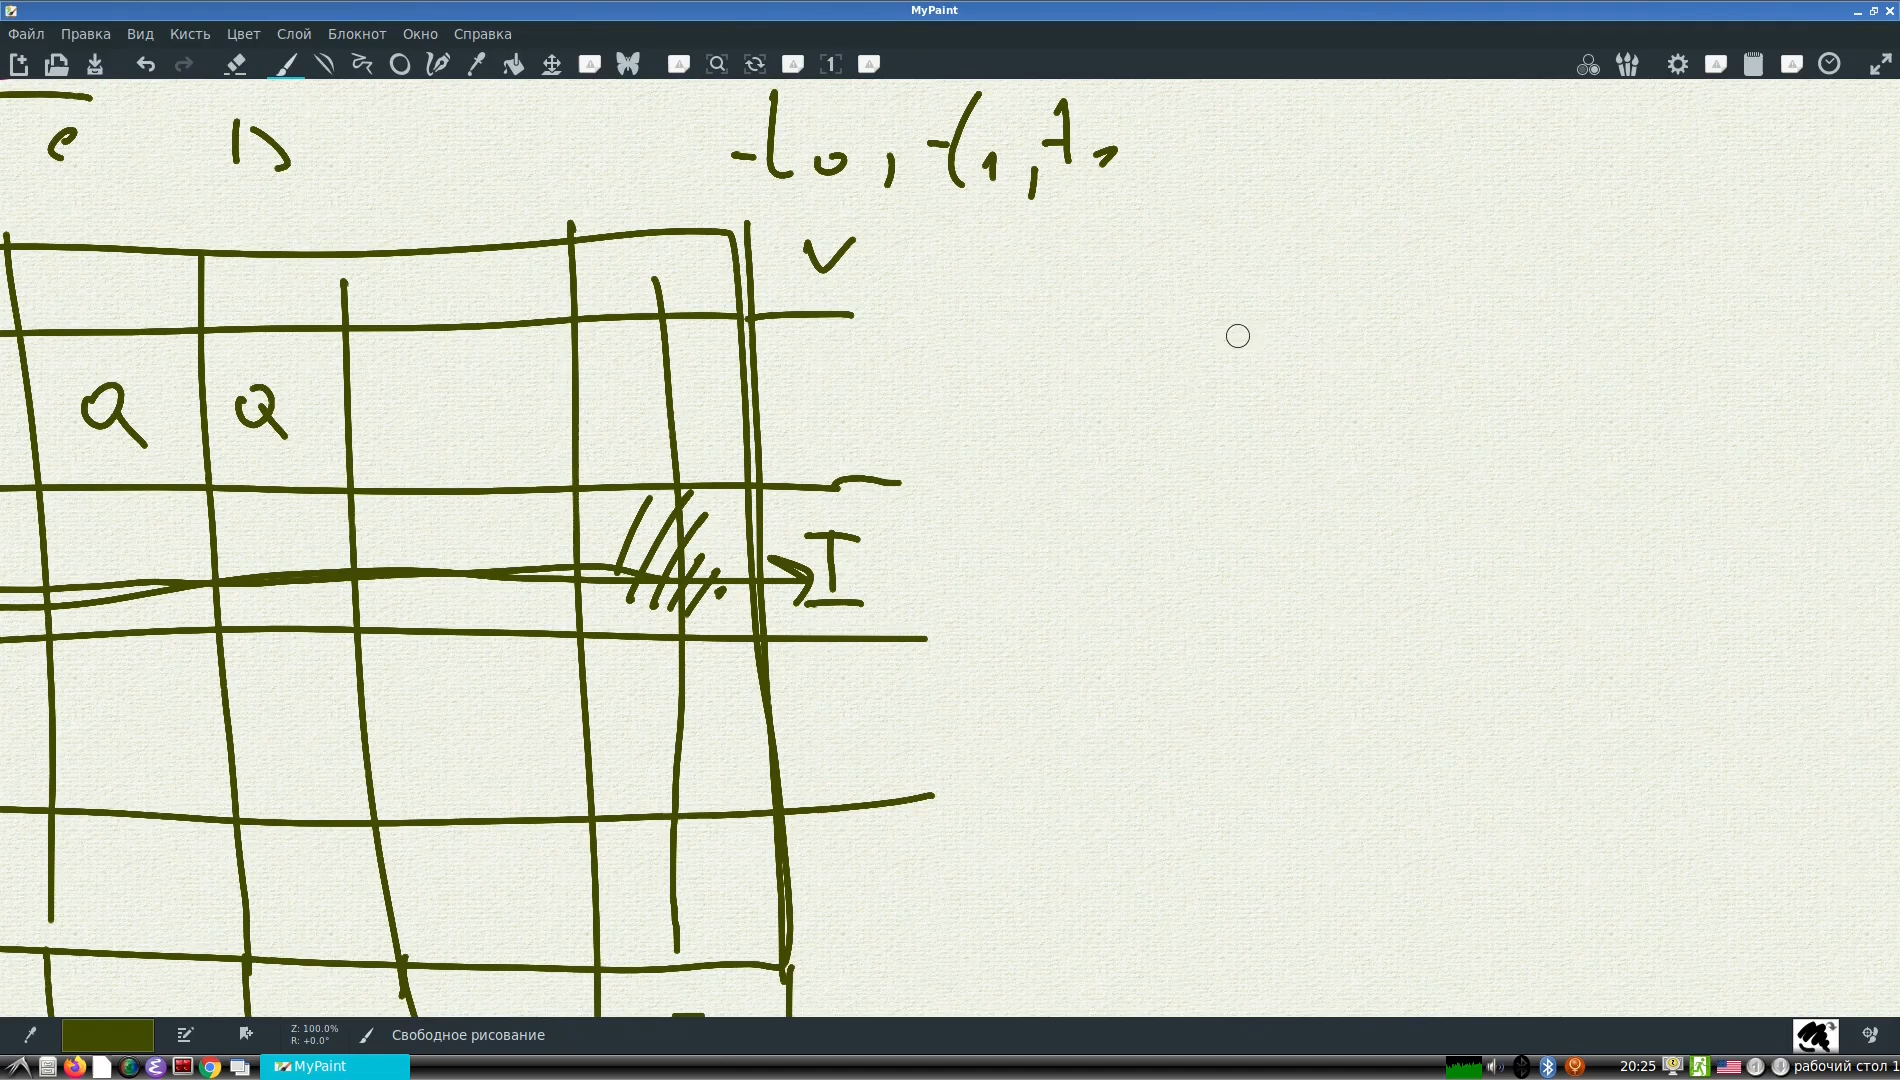 MyPaint
Файл Правка Вид Кисть Цвет Слой Блокнот Окно Справка
e
V
Q Q
I
Z: 100.0%
R: +0.0°
Свободное рисование
MyPaint
20:25
рабочий стол 1